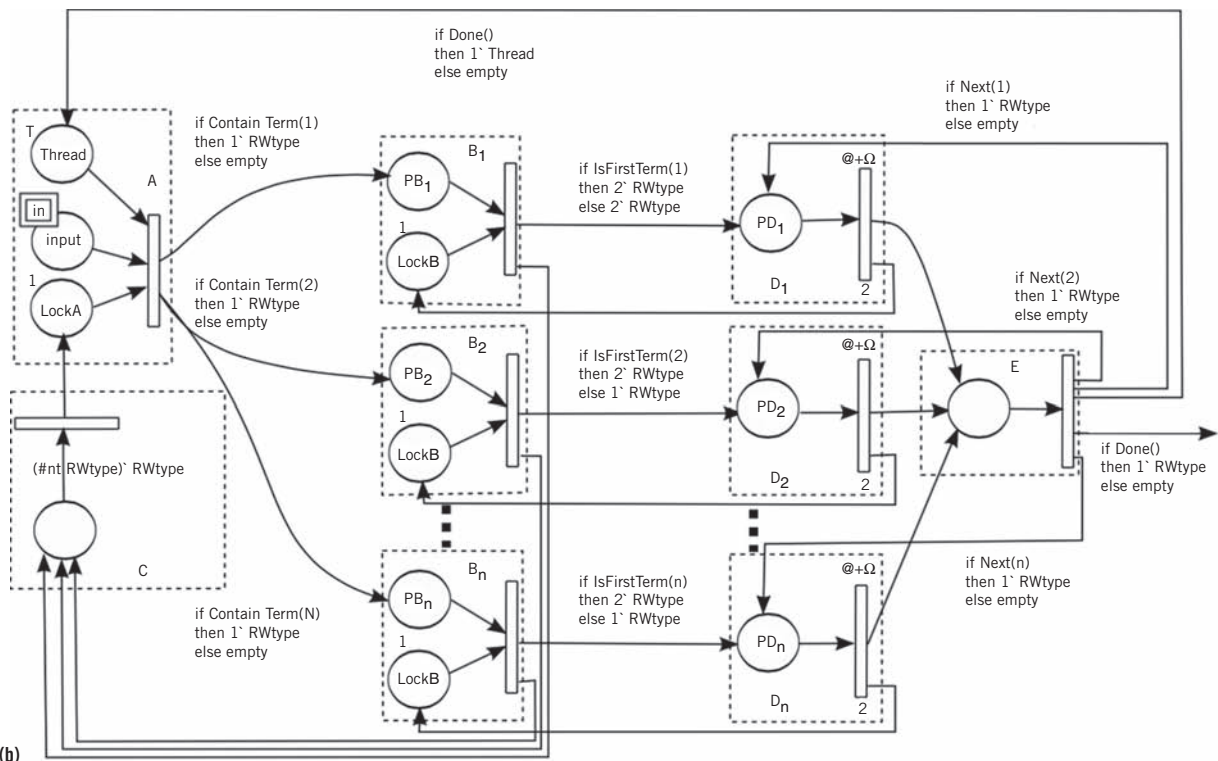 if Done()
then 1` Thread
else empty
if Next(1)
then 1` RWtype
else empty
T
Thread
A
in
input
1
LockA
if Contain Term(1)
then 1` RWtype
else empty
B1
PB1
1
LockB
if IsFirstTerm(1)
then 2` RWtype
else 2` RWtype
@+Ω
PD1
D1
2
if Contain Term(2)
then 1` RWtype
else empty
if Next(2)
then 1` RWtype
else empty
B2
PB2
1
LockB
if IsFirstTerm(2)
then 2` RWtype
else 1` RWtype
@+Ω
PD2
D2
2
E
if Done()
then 1` RWtype
else empty
(#nt RWtype)` RWtype
C
if Contain Term(N)
then 1` RWtype
else empty
Bn
PBn
1
LockB
if IsFirstTerm(n)
then 2` RWtype
else 1` RWtype
@+Ω
PDn
Dn
2
if Next(n)
then 1` RWtype
else empty
(b)